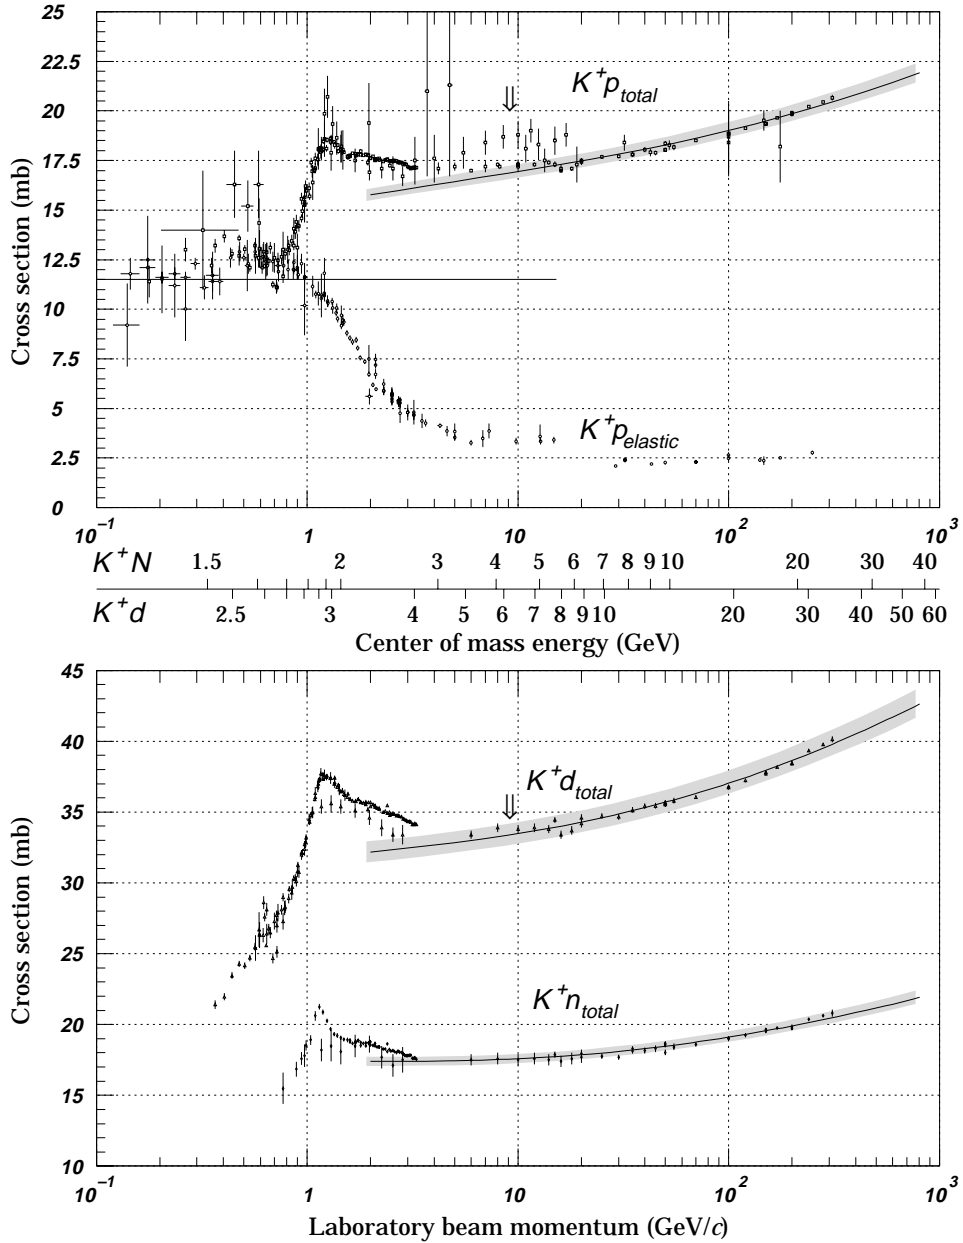 25
22.5
20
17.5
15
12.5
10
7.5
5
2.5
0
Cross section (mb)
⇓
K⁺p total
K⁺p elastic
10⁻¹ 1 10 10² 10³
K⁺N 1.5 2 3 4 5 6 7 8 9 10 20 30 40
K⁺d 2.5 3 4 5 6 7 8 9 10 20 30 40 50 60
Center of mass energy (GeV)
45
40
35
30
25
20
15
10
Cross section (mb)
⇓
K⁺d total
K⁺n total
10⁻¹ 1 10 10² 10³
Laboratory beam momentum (GeV/c)